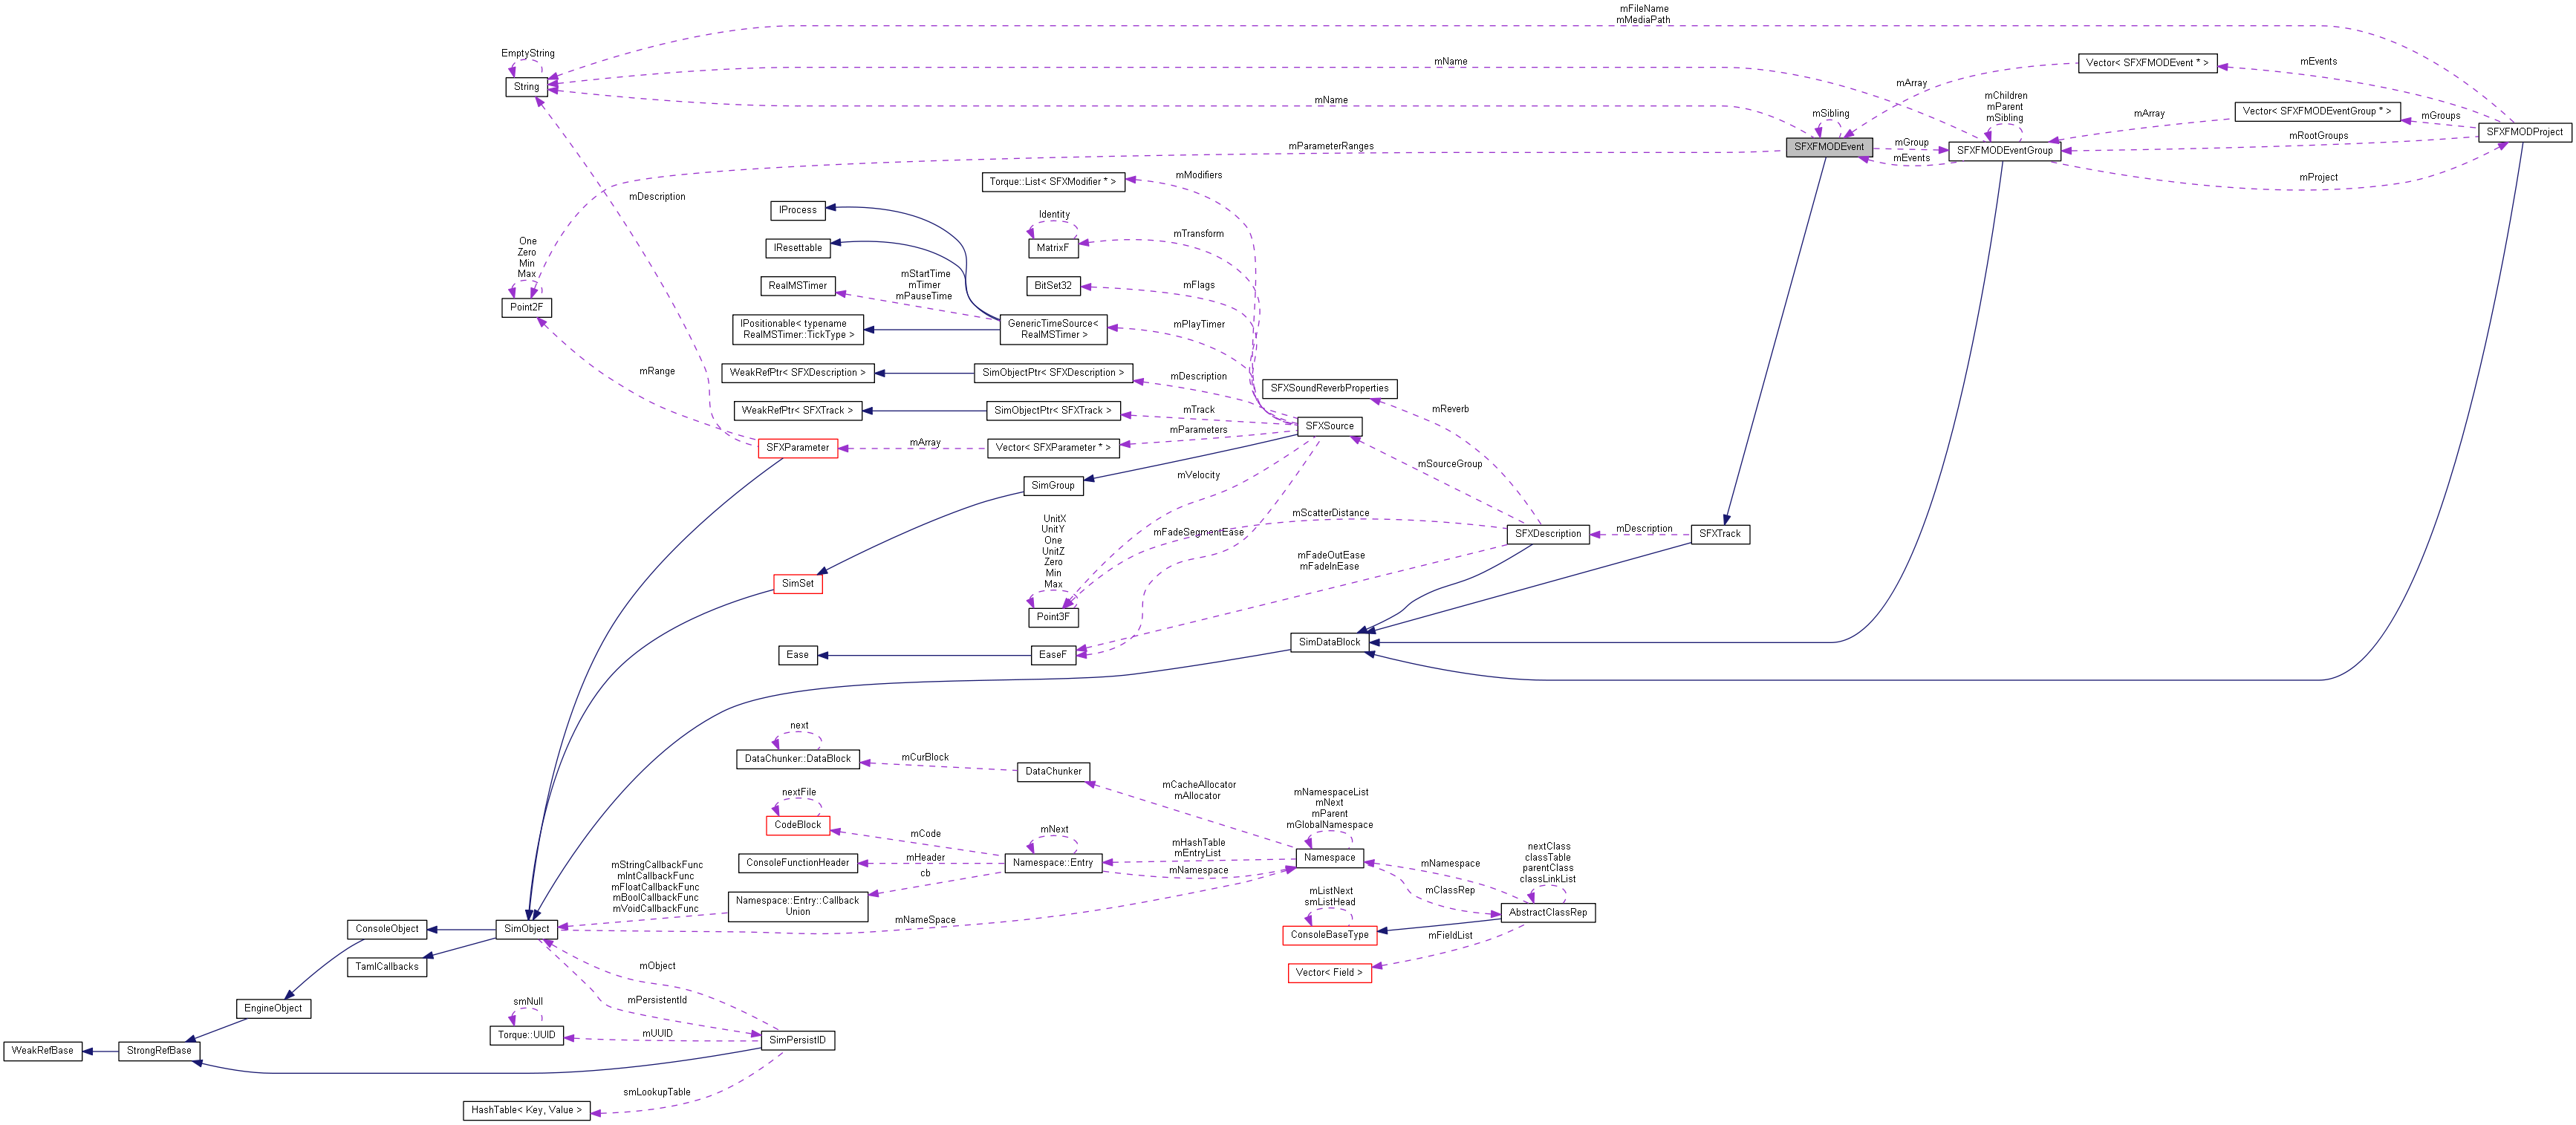 mFileName
mMediaPath
EmptyString
String
mName
mName
Vector< SFXFMODEvent * >
mEvents
mArray
mChildren
mParent
mSibling
Vector< SFXFMODEventGroup * >
mArray
mGroups
SFXFMODProject
mSibling
SFXFMODEvent
mGroup
mEvents
SFXFMODEventGroup
mRootGroups
mProject
mParameterRanges
mDescription
Torque::List< SFXModifier * >
mModifiers
IProcess
Identity
MatrixF
mTransform
IResettable
One
Zero
Min
Max
Point2F
RealMSTimer
mStartTime
mTimer
mPauseTime
BitSet32
mFlags
IPositionable< typename
RealMSTimer::TickType >
GenericTimeSource<
RealMSTimer >
mPlayTimer
mRange
WeakRefPtr< SFXDescription >
SimObjectPtr< SFXDescription >
mDescription
SFXSoundReverbProperties
mReverb
WeakRefPtr< SFXTrack >
SimObjectPtr< SFXTrack >
mTrack
SFXSource
SFXParameter
mArray
Vector< SFXParameter * >
mParameters
mSourceGroup
SimGroup
mVelocity
mScatterDistance
mFadeSegmentEase
SFXDescription
mDescription
SFXTrack
UnitX
UnitY
One
UnitZ
Zero
Min
Max
Point3F
mFadeOutEase
mFadeInEase
SimSet
Ease
EaseF
SimDataBlock
next
DataChunker::DataBlock
mCurBlock
DataChunker
mCacheAllocator
mAllocator
nextFile
CodeBlock
mCode
mNext
Namespace::Entry
mHashTable
mEntryList
mNamespaceList
mNext
mParent
mGlobalNamespace
Namespace
ConsoleFunctionHeader
mHeader
cb
mNamespace
mNamespace
mClassRep
nextClass
classTable
parentClass
classLinkList
AbstractClassRep
mStringCallbackFunc
mIntCallbackFunc
mFloatCallbackFunc
mBoolCallbackFunc
mVoidCallbackFunc
Namespace::Entry::Callback
Union
mNameSpace
mListNext
smListHead
ConsoleBaseType
mFieldList
Vector< Field >
ConsoleObject
SimObject
TamlCallbacks
mObject
mPersistentId
EngineObject
smNull
Torque::UUID
mUUID
SimPersistID
WeakRefBase
StrongRefBase
smLookupTable
HashTable< Key, Value >